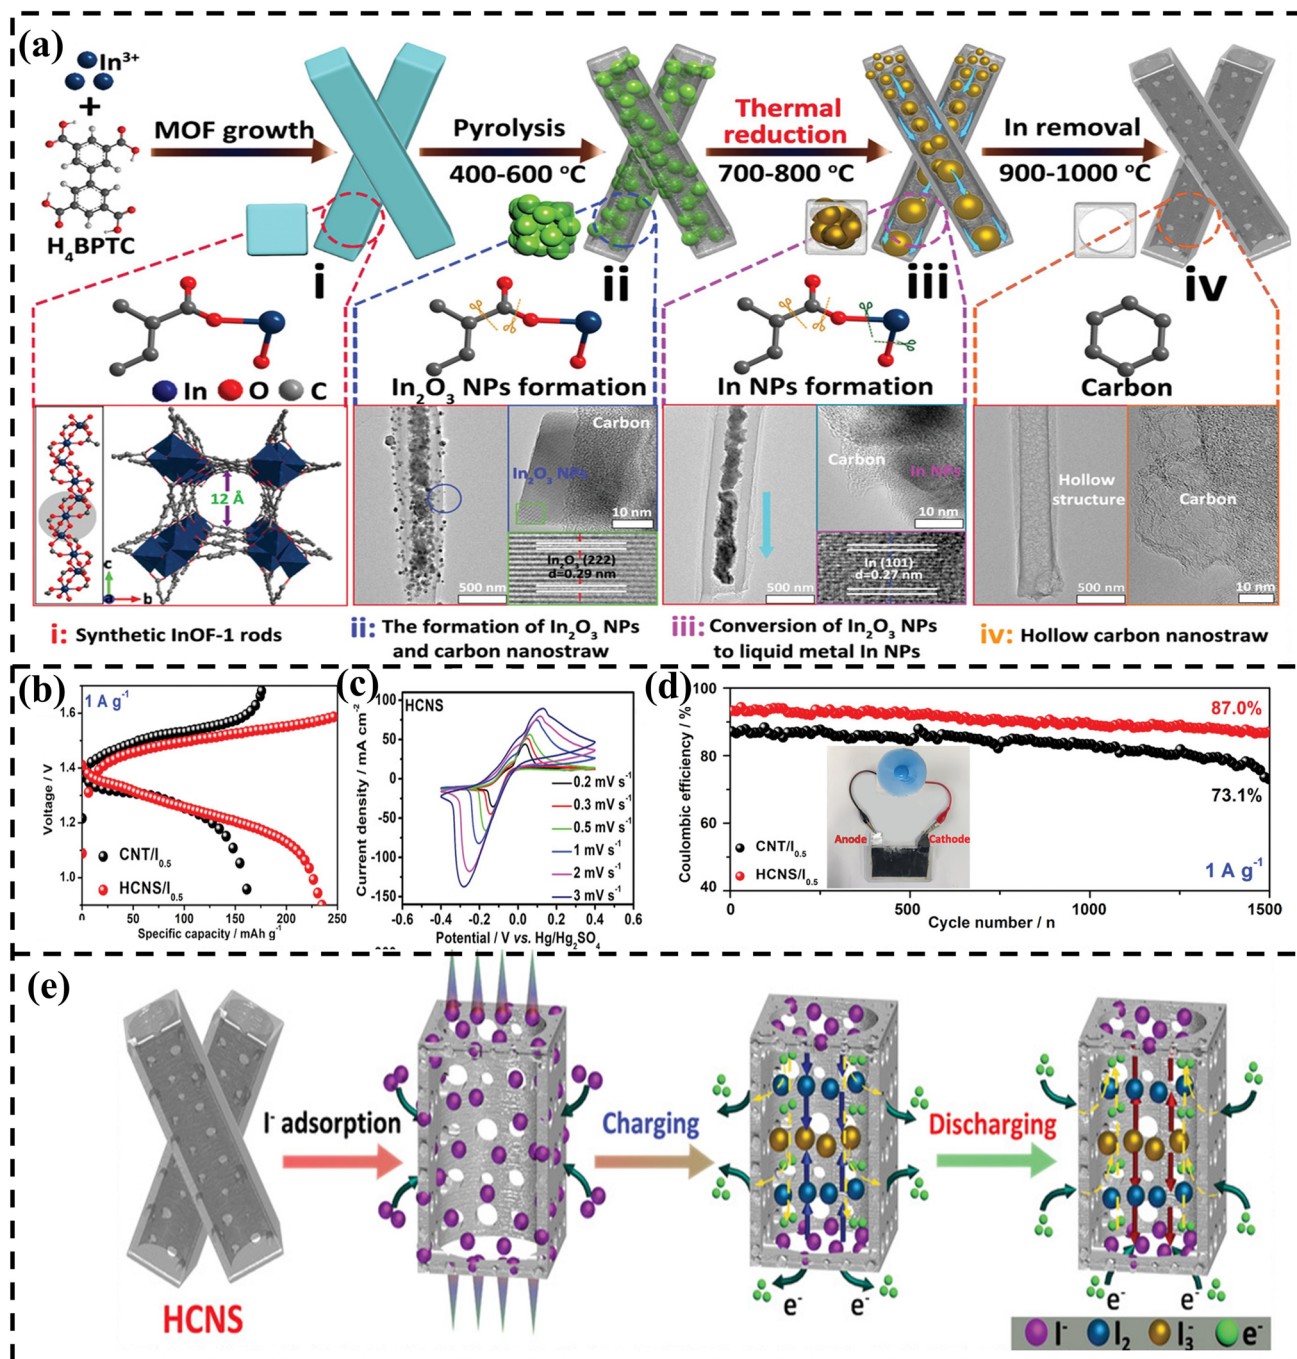 (a)
In³⁺
+
H₄BPTC
MOF growth
Pyrolysis
400-600 °C
Thermal
reduction
700-800 °C
In removal
900-1000 °C
i
ii
iii
iv
In O C
In₂O₃ NPs formation
In NPs formation
Carbon
12 Å
c
a
b
Carbon
In₂O₃ NPs
10 nm
In₂O₃ (222)
d=0.29 nm
500 nm
Carbon
In NPs
10 nm
In (101)
d=0.27 nm
500 nm
Hollow
structure
500 nm
Carbon
10 nm
i: Synthetic InOF-1 rods
ii: The formation of In₂O₃ NPs
and carbon nanostraw
iii: Conversion of In₂O₃ NPs
to liquid metal In NPs
iv: Hollow carbon nanostraw
(b)
1 A g⁻¹
Voltage / V
1.6
1.4
1.2
1.0
CNT/I₀.₅
HCNS/I₀.₅
0 50 100 150 200 250
Specific capacity / mAh g⁻¹
(c)
HCNS
Current density / mA cm⁻²
100
75
50
25
0
-25
-50
-75
-100
-125
-150
0.2 mV s⁻¹
0.3 mV s⁻¹
0.5 mV s⁻¹
1 mV s⁻¹
2 mV s⁻¹
3 mV s⁻¹
-0.6 -0.4 -0.2 0.0 0.2 0.4 0.6
Potential / V vs. Hg/Hg₂SO₄
(d)
Coulombic efficiency / %
100
80
60
40
87.0%
73.1%
Anode
Cathode
CNT/I₀.₅
HCNS/I₀.₅
1 A g⁻¹
0 500 1000 1500
Cycle number / n
(e)
HCNS
I⁻ adsorption
Charging
Discharging
e⁻ e⁻
e⁻ e⁻
I⁻ I₂ I₃⁻ e⁻